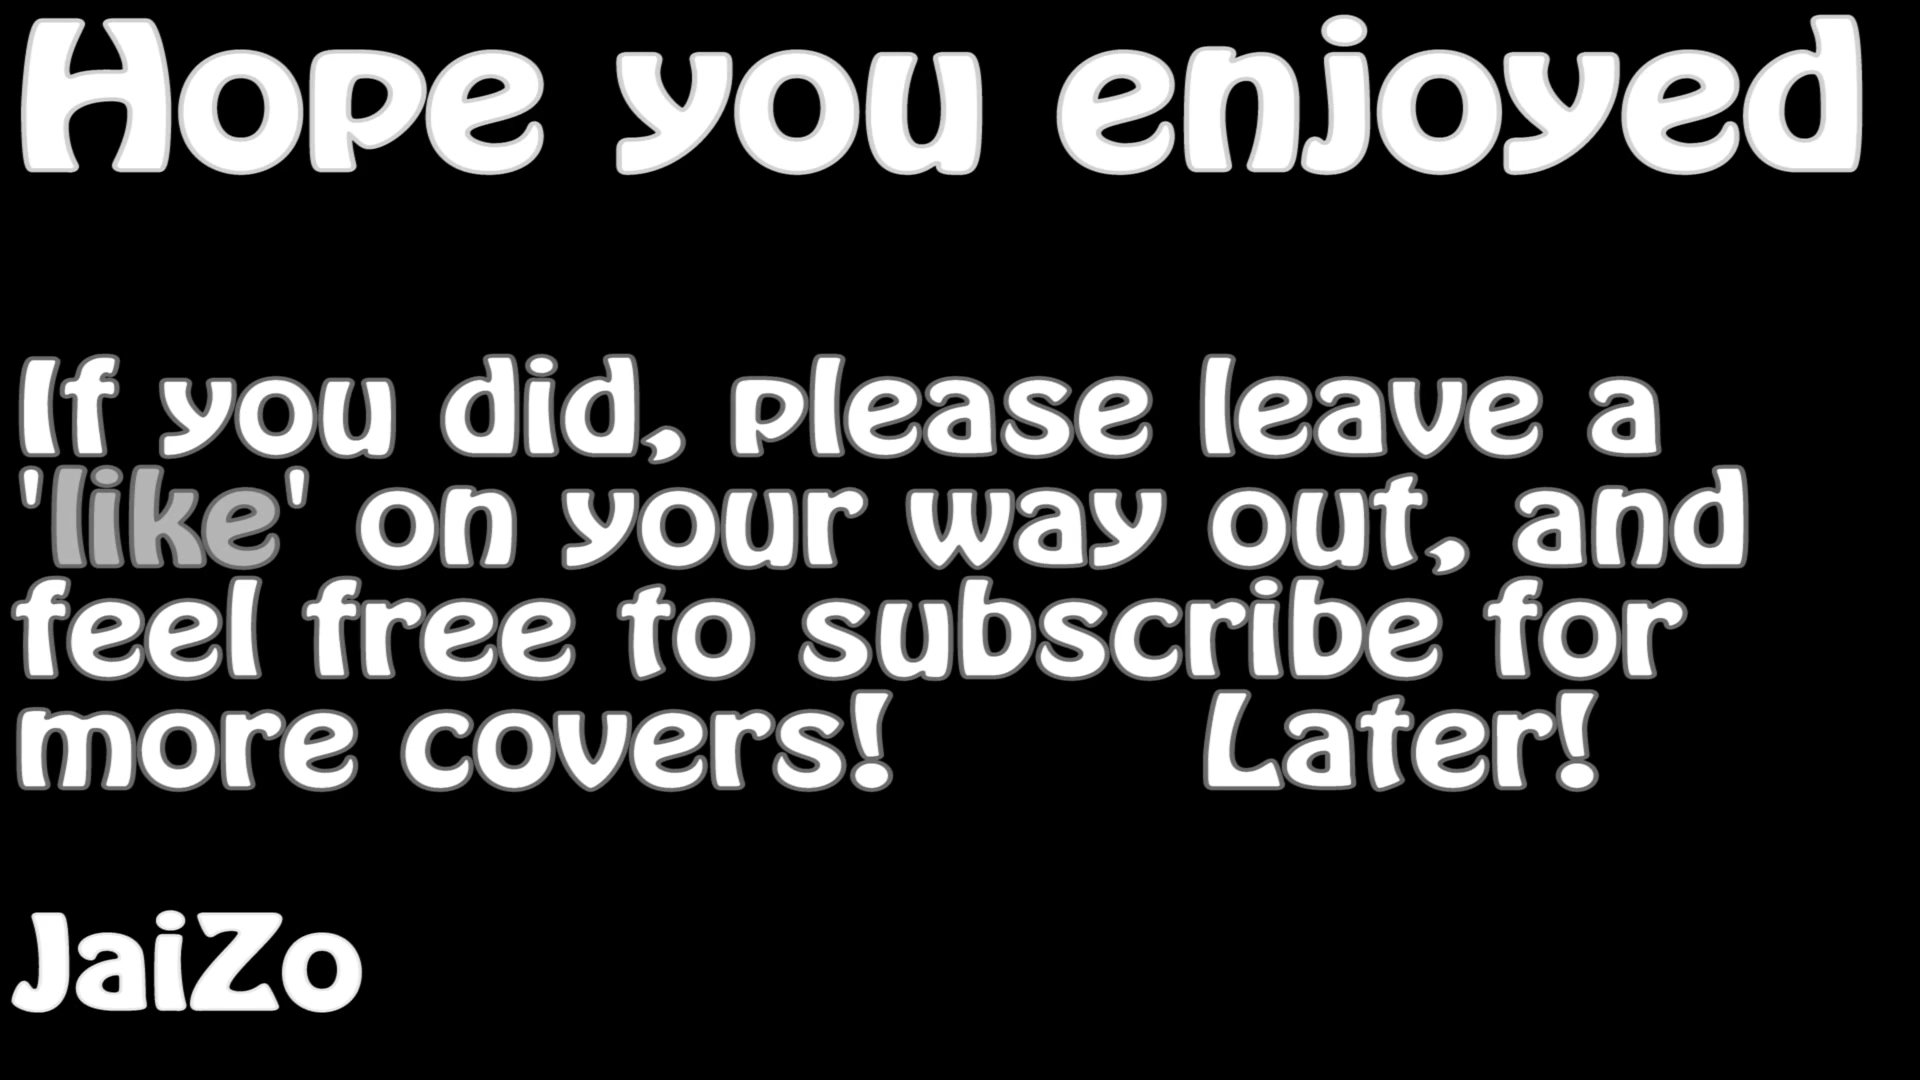 Hope you enjoyed
If you did, please leave a
'like' on your way out, and
feel free to subscribe for
more covers! Later!
JaiZo